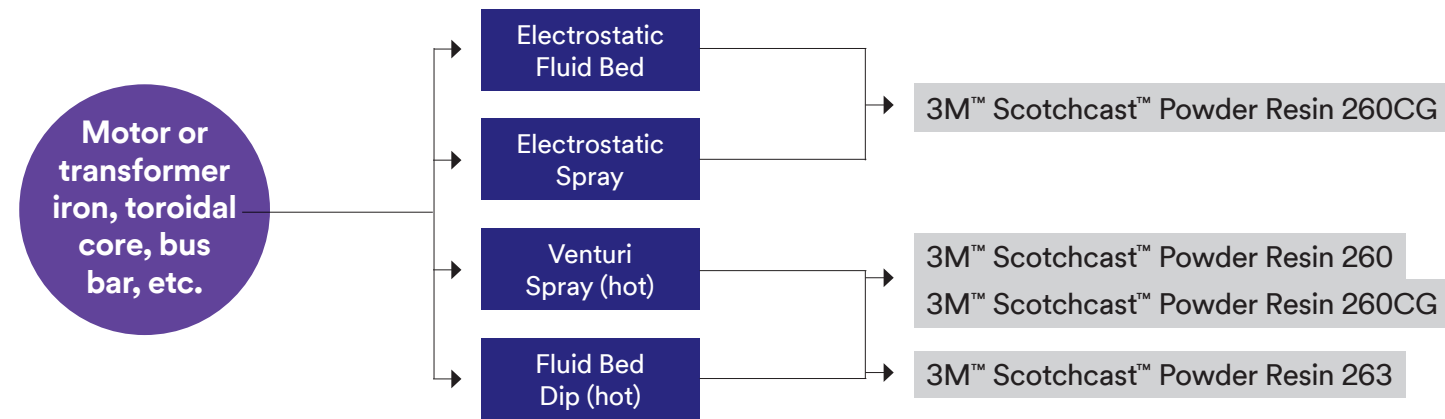 Motor or
transformer
iron, toroidal
core, bus
bar, etc.
Electrostatic
Fluid Bed
Electrostatic
Spray
Venturi
Spray (hot)
Fluid Bed
Dip (hot)
3M™ Scotchcast™ Powder Resin 260CG
3M™ Scotchcast™ Powder Resin 260
3M™ Scotchcast™ Powder Resin 260CG
3M™ Scotchcast™ Powder Resin 263